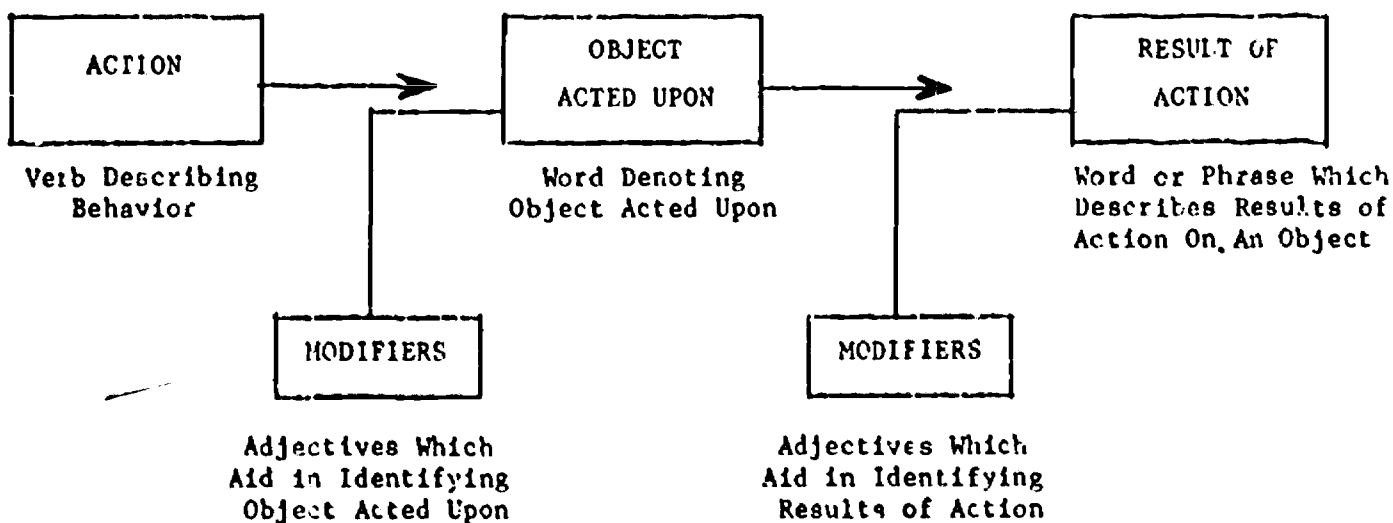 ACTION
OBJECT
ACTED UPON
RESULT OF
ACTION
Verb Describing
Behavior
Word Denoting
Object Acted Upon
Word or Phrase Which
Describes Results of
Action On An Object
MODIFIERS
MODIFIERS
Adjectives Which
Aid in Identifying
Object Acted Upon
Adjectives Which
Aid in Identifying
Results of Action